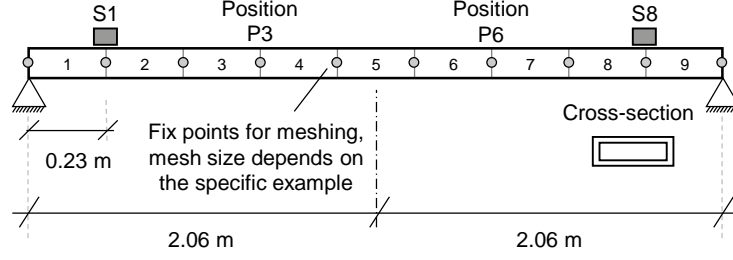 S1
Position
P3
Position
P6
S8
1 2 3 4 5 6 7 8 9
Fix points for meshing,
mesh size depends on
the specific example
Cross-section
0.23 m
2.06 m
2.06 m